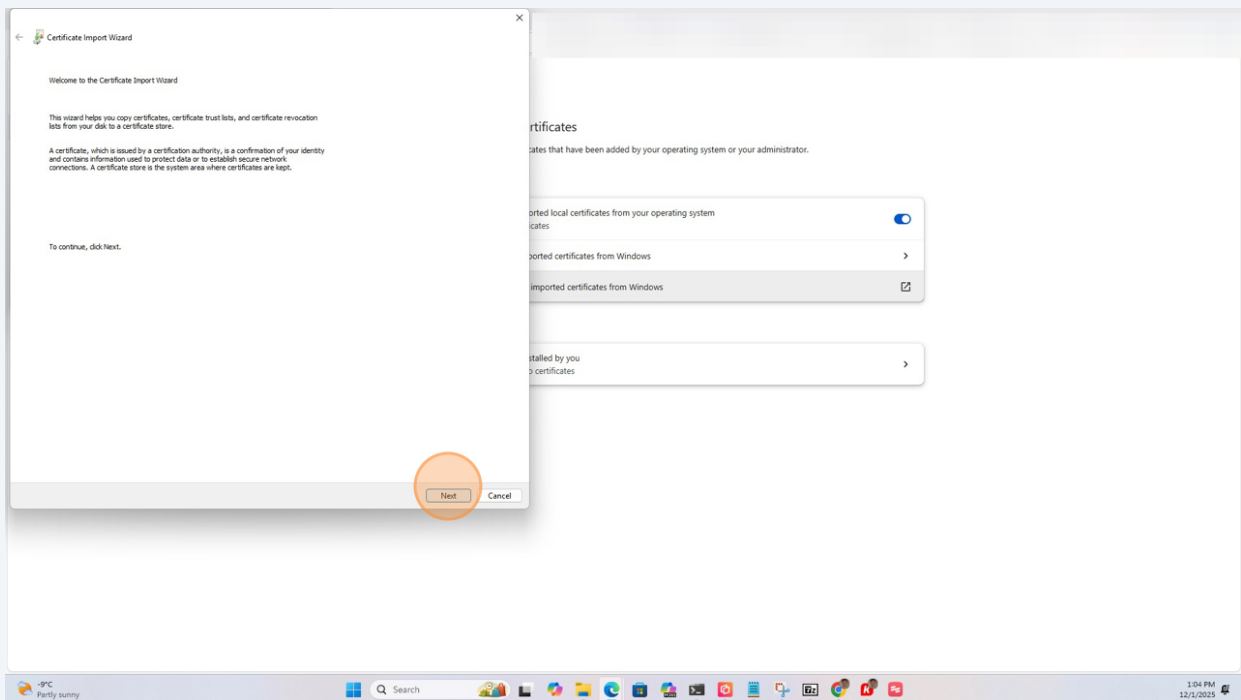 Certificate Import Wizard
Welcome to the Certificate Import Wizard
This wizard helps you copy certificates, certificate trust lists, and certificate revocation
lists from your disk to a certificate store.
A certificate, which is issued by a certification authority, is a confirmation of your identity
and contains information used to protect data or to establish secure network
connections. A certificate store is the system area where certificates are kept.
To continue, click Next.
Next
Cancel
rtificates
cates that have been added by your operating system or your administrator.
orted local certificates from your operating system
cates
ported certificates from Windows
imported certificates from Windows
stalled by you
certificates
-9°C
Partly sunny
Search
1:04 PM
12/1/2025